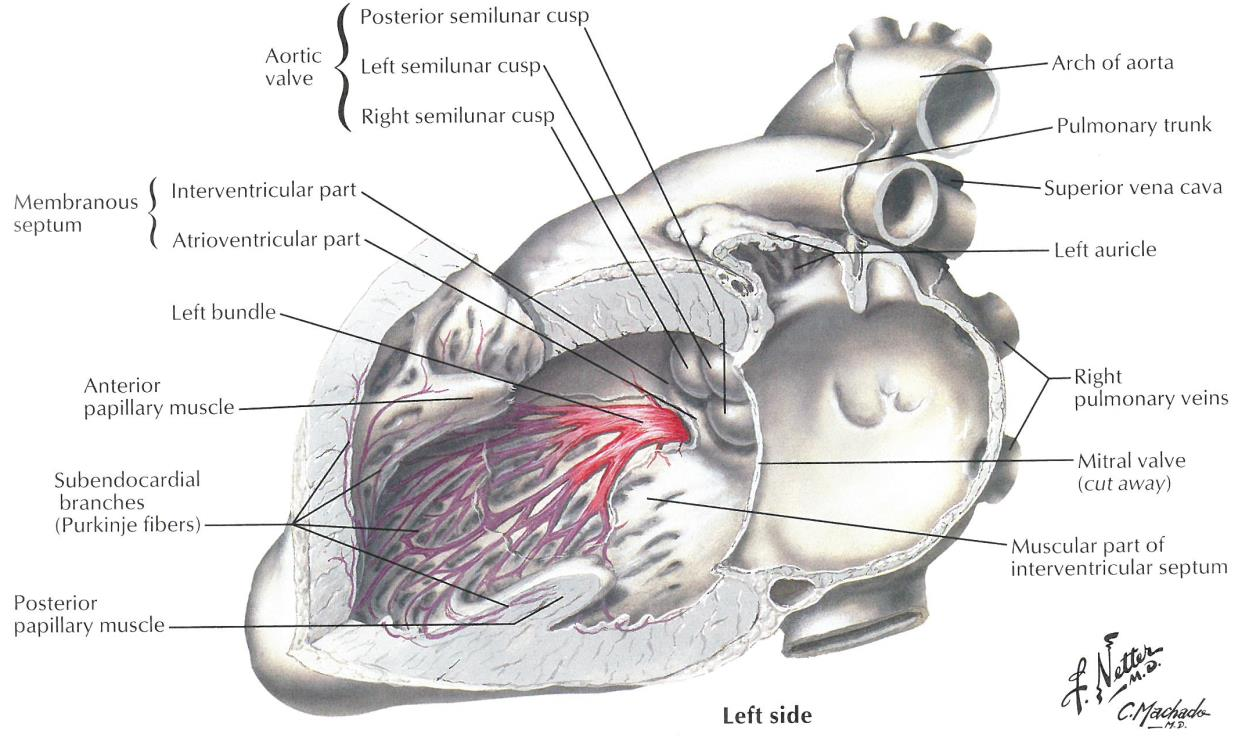 Posterior semilunar cusp
Aortic
valve
Left semilunar cusp
Right semilunar cusp
Membranous
septum
Interventricular part
Atrioventricular part
Left bundle
Anterior
papillary muscle
Subendocardial
branches
(Purkinje fibers)
Posterior
papillary muscle
Arch of aorta
Pulmonary trunk
Superior vena cava
Left auricle
Right
pulmonary veins
Mitral valve
(cut away)
Muscular part of
interventricular septum
Left side
F. Netter
M.D.
C. Machado
M.D.